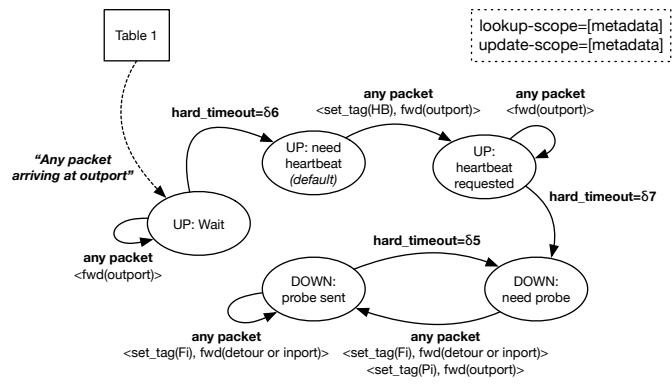 Table 1
lookup-scope=[metadata]
update-scope=[metadata]
any packet
<set_tag(HB), fwd(outport)>
any packet
<fwd(outport)>
hard_timeout=δ6
UP: need
heartbeat
(default)
UP:
heartbeat
requested
"Any packet
arriving at outport"
UP: Wait
hard_timeout=δ7
any packet
<fwd(outport)>
hard_timeout=δ5
DOWN:
probe sent
DOWN:
need probe
any packet
<set_tag(Fi), fwd(detour or inport)>
any packet
<set_tag(Fi), fwd(detour or inport)>
<set_tag(Pi), fwd(outport)>